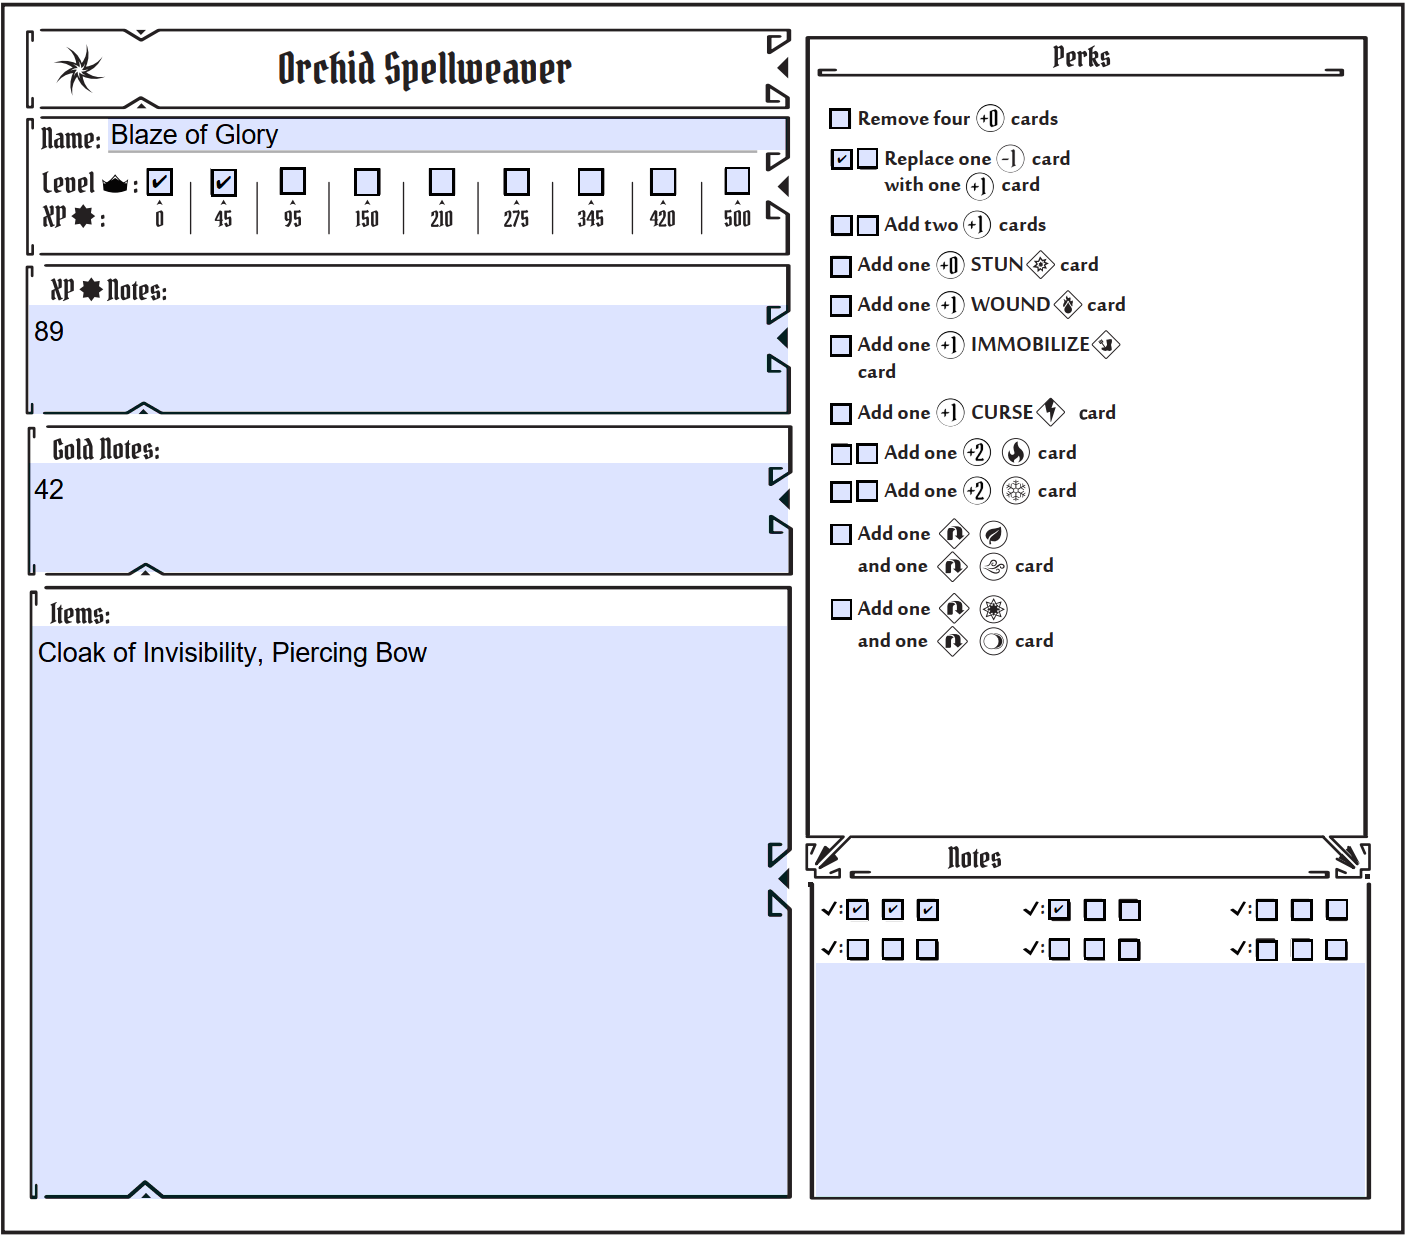 Orchid Spellweaver
Name: Blaze of Glory
Level :
XP :
0 45 95 150 210 275 345 420 500
XP Notes:
89
Gold Notes:
42
Items:
Cloak of Invisibility, Piercing Bow
Perks
Remove four +0 cards
Replace one -1 card
with one +1 card
Add two +1 cards
Add one +0 STUN card
Add one +1 WOUND card
Add one +1 IMMOBILIZE
card
Add one +1 CURSE card
Add one +2 card
Add one +2 card
Add one
and one card
Add one
and one card
Notes
✓: ✓ ✓ ✓ ✓: ✓ ✓:
✓: ✓: ✓: